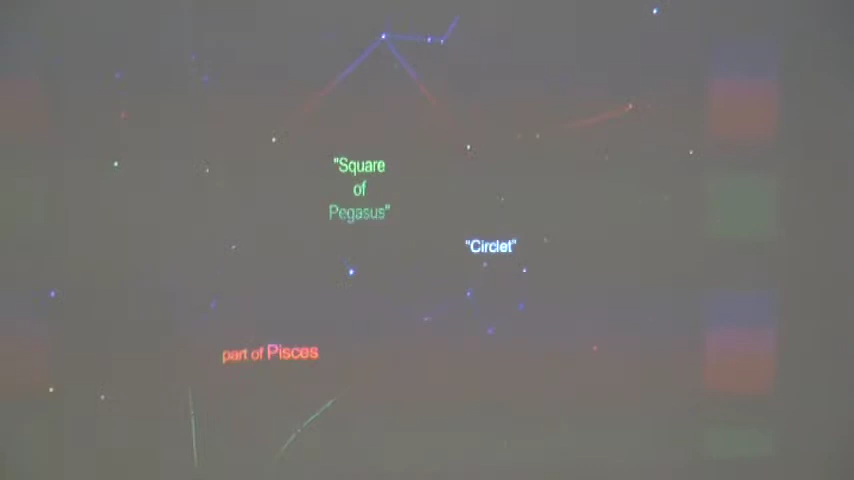 "Square
of
Pegasus"
"Circlet"
part of Pisces